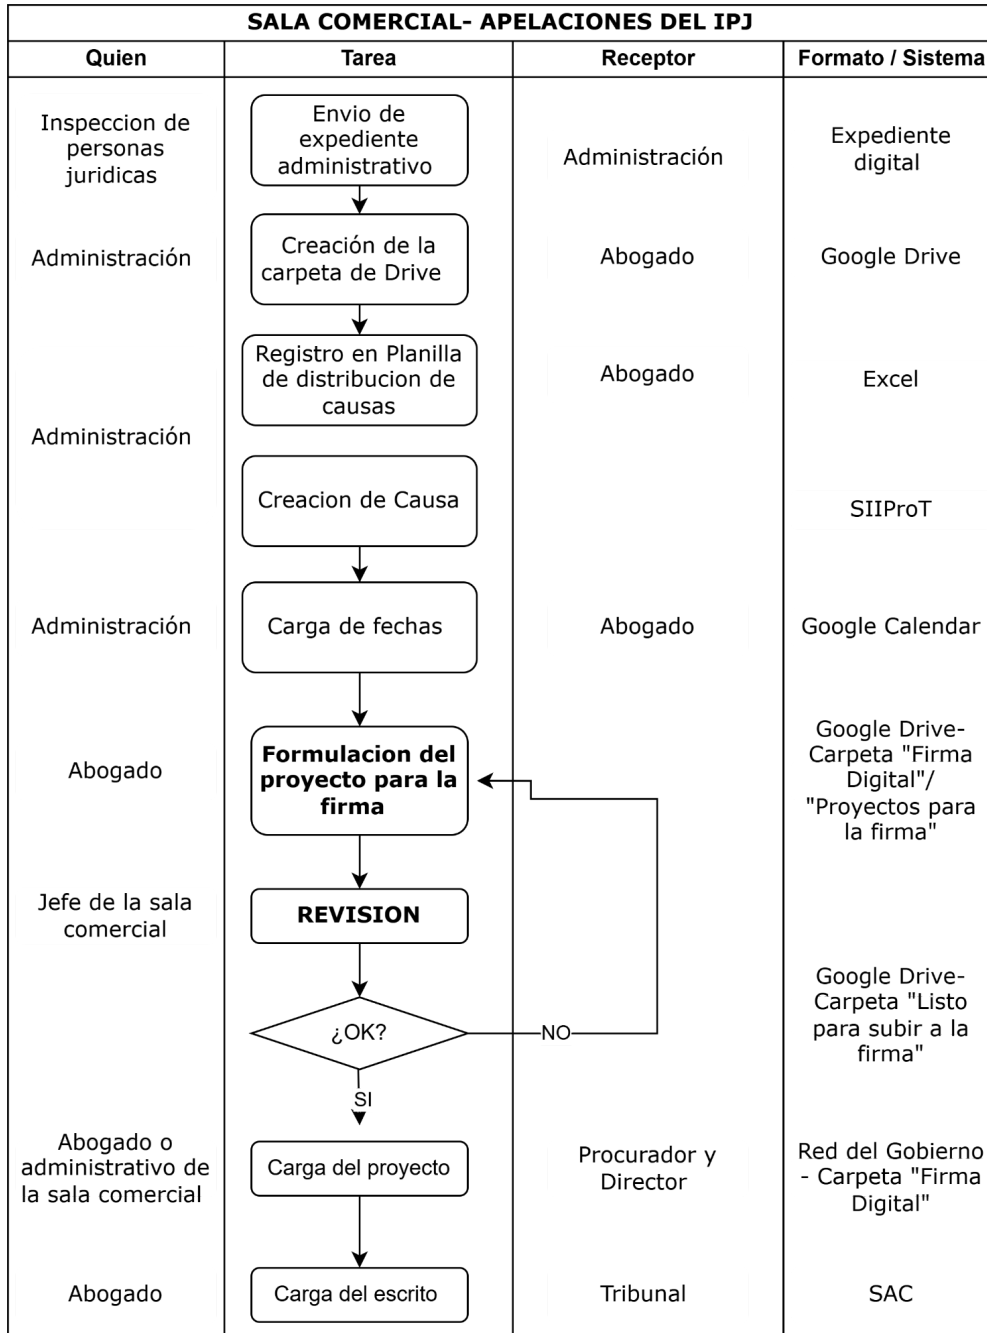 SALA COMERCIAL- APELACIONES DEL IPJ
Quien
Tarea
Receptor
Formato / Sistema
Inspeccion de
personas
juridicas
Envio de
expediente
administrativo
Administración
Expediente
digital
Administración
Creación de la
carpeta de Drive
Abogado
Google Drive
Administración
Registro en Planilla
de distribucion de
causas
Abogado
Excel
Creacion de Causa
SIIProT
Administración
Carga de fechas
Abogado
Google Calendar
Abogado
Formulacion del
proyecto para la
firma
Google Drive-
Carpeta "Firma
Digital"/
"Proyectos para
la firma"
Jefe de la sala
comercial
REVISION
¿OK?
NO
Google Drive-
Carpeta "Listo
para subir a la
firma"
SI
Abogado o
administrativo de
la sala comercial
Carga del proyecto
Procurador y
Director
Red del Gobierno
- Carpeta "Firma
Digital"
Abogado
Carga del escrito
Tribunal
SAC